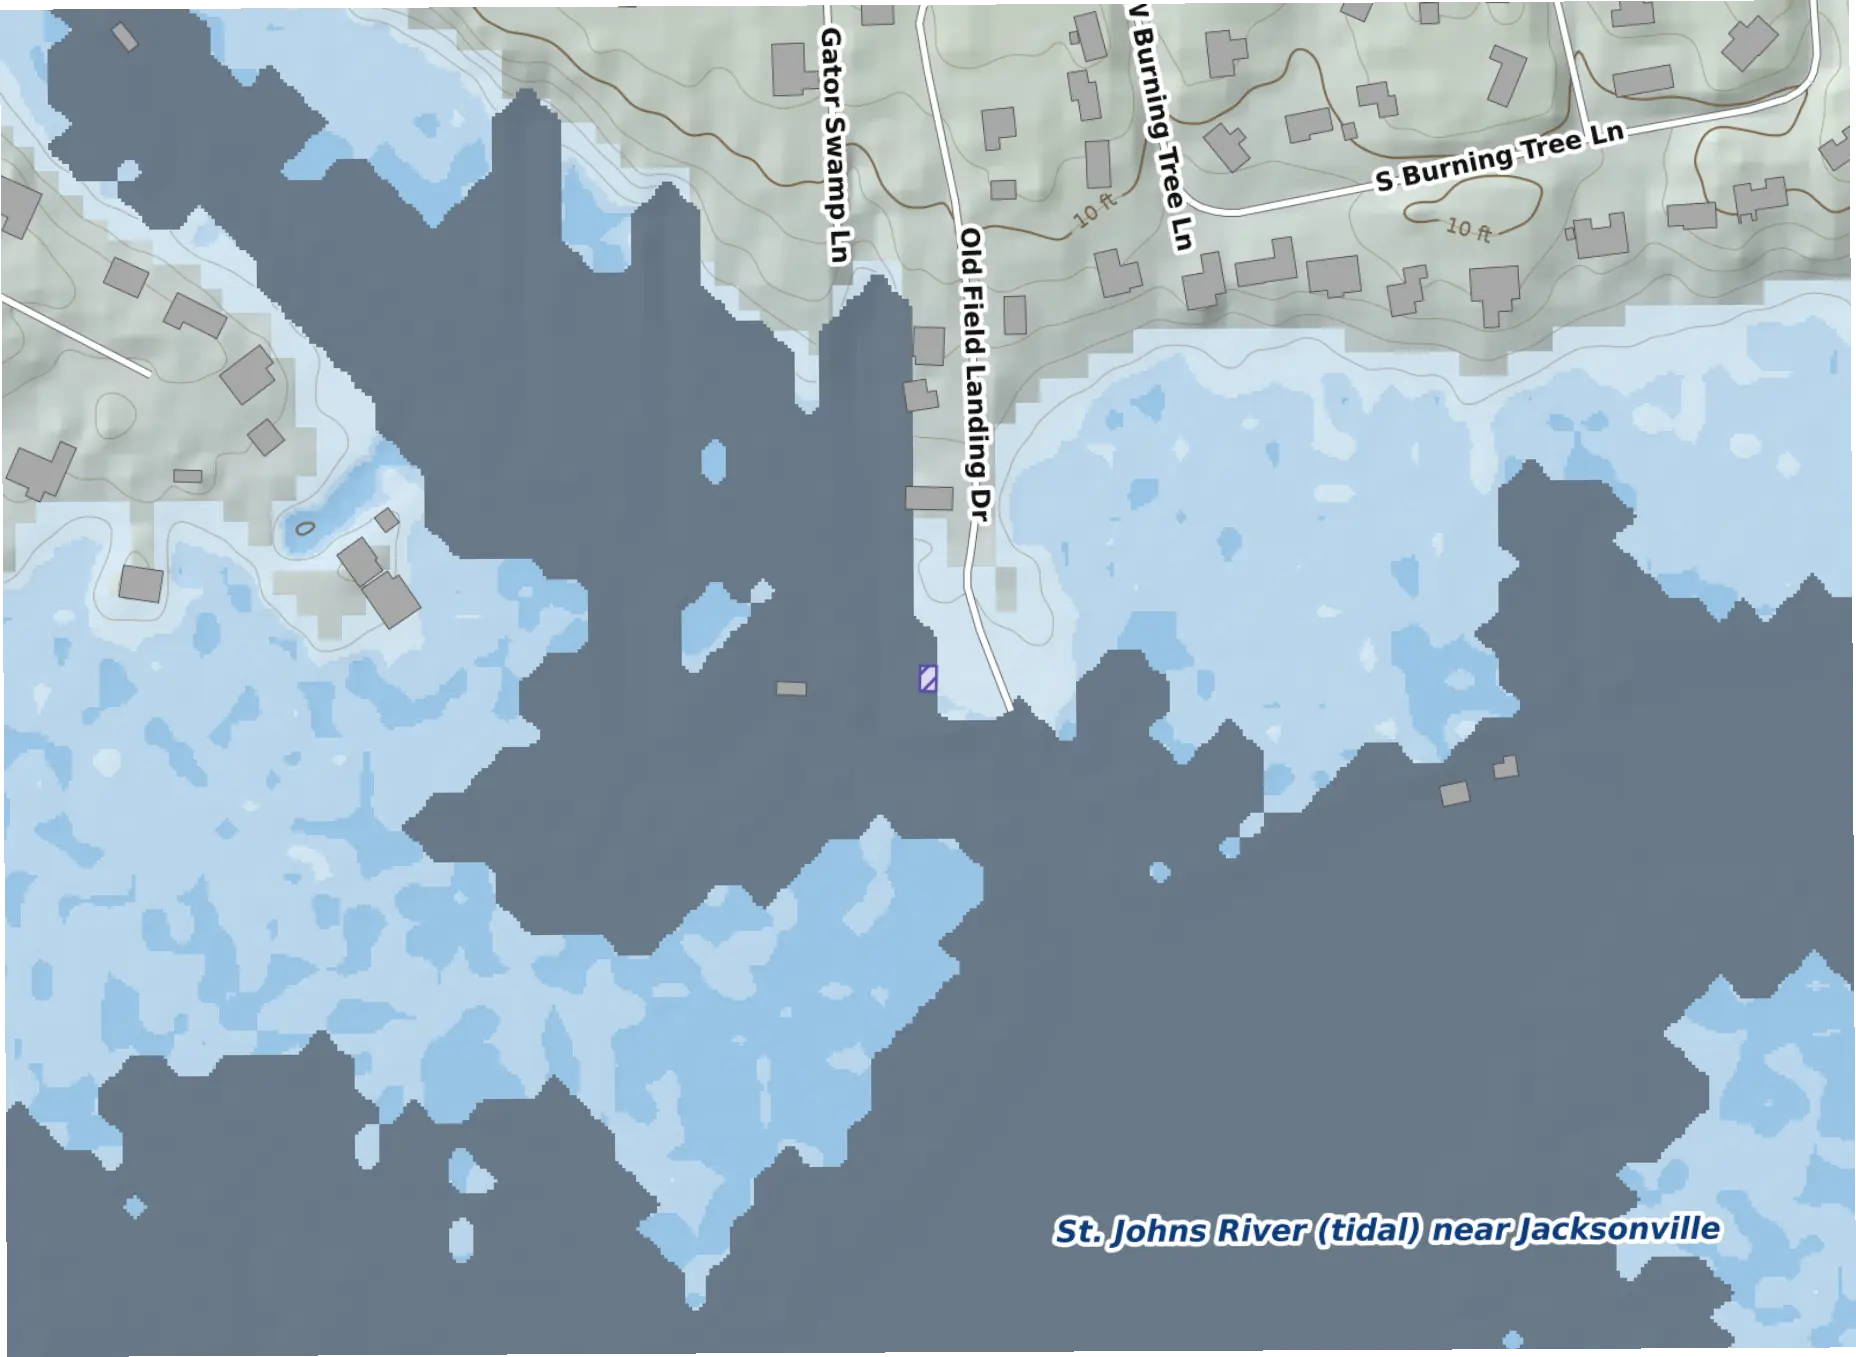 Gator Swamp Ln
Burning Tree Ln
S Burning Tree Ln
10 ft
10 ft
Old Field Landing Dr
St. Johns River (tidal) near Jacksonville